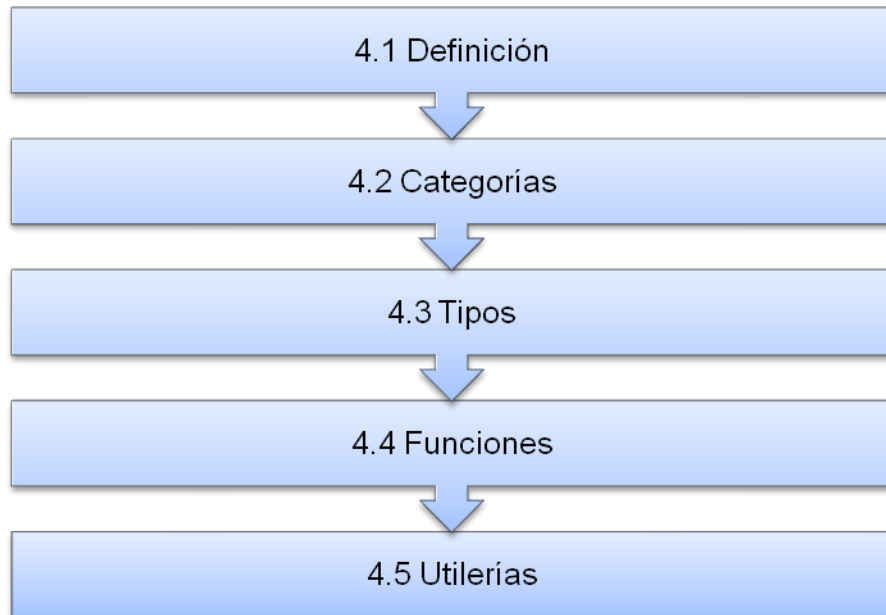 4.1 Definición
4.2 Categorías
4.3 Tipos
4.4 Funciones
4.5 Utilerías